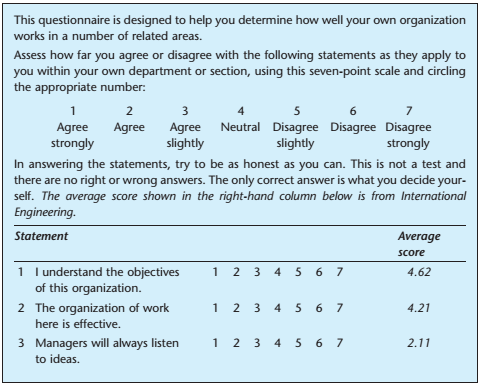 This questionnaire is designed to help you determine how well your own organization
works in a number of related areas.
Assess how far you agree or disagree with the following statements as they apply to
you within your own department or section, using this seven-point scale and circling
the appropriate number:
1 2 3 4 5 6 7
Agree Agree Agree Neutral Disagree Disagree Disagree
strongly slightly slightly strongly
In answering the statements, try to be as honest as you can. This is not a test and
there are no right or wrong answers. The only correct answer is what you decide your-
self. The average score shown in the right-hand column below is from International
Engineering.
Statement Average
score
1 I understand the objectives 1 2 3 4 5 6 7 4.62
of this organization.
2 The organization of work 1 2 3 4 5 6 7 4.21
here is effective.
3 Managers will always listen 1 2 3 4 5 6 7 2.11
to ideas.